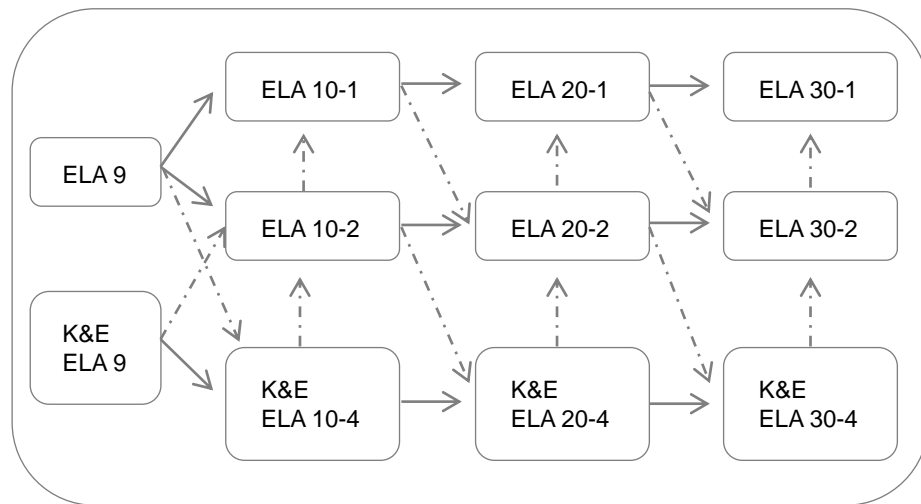 ELA 10-1
ELA 20-1
ELA 30-1
ELA 9
ELA 10-2
ELA 20-2
ELA 30-2
K&E
ELA 9
K&E
ELA 10-4
K&E
ELA 20-4
K&E
ELA 30-4